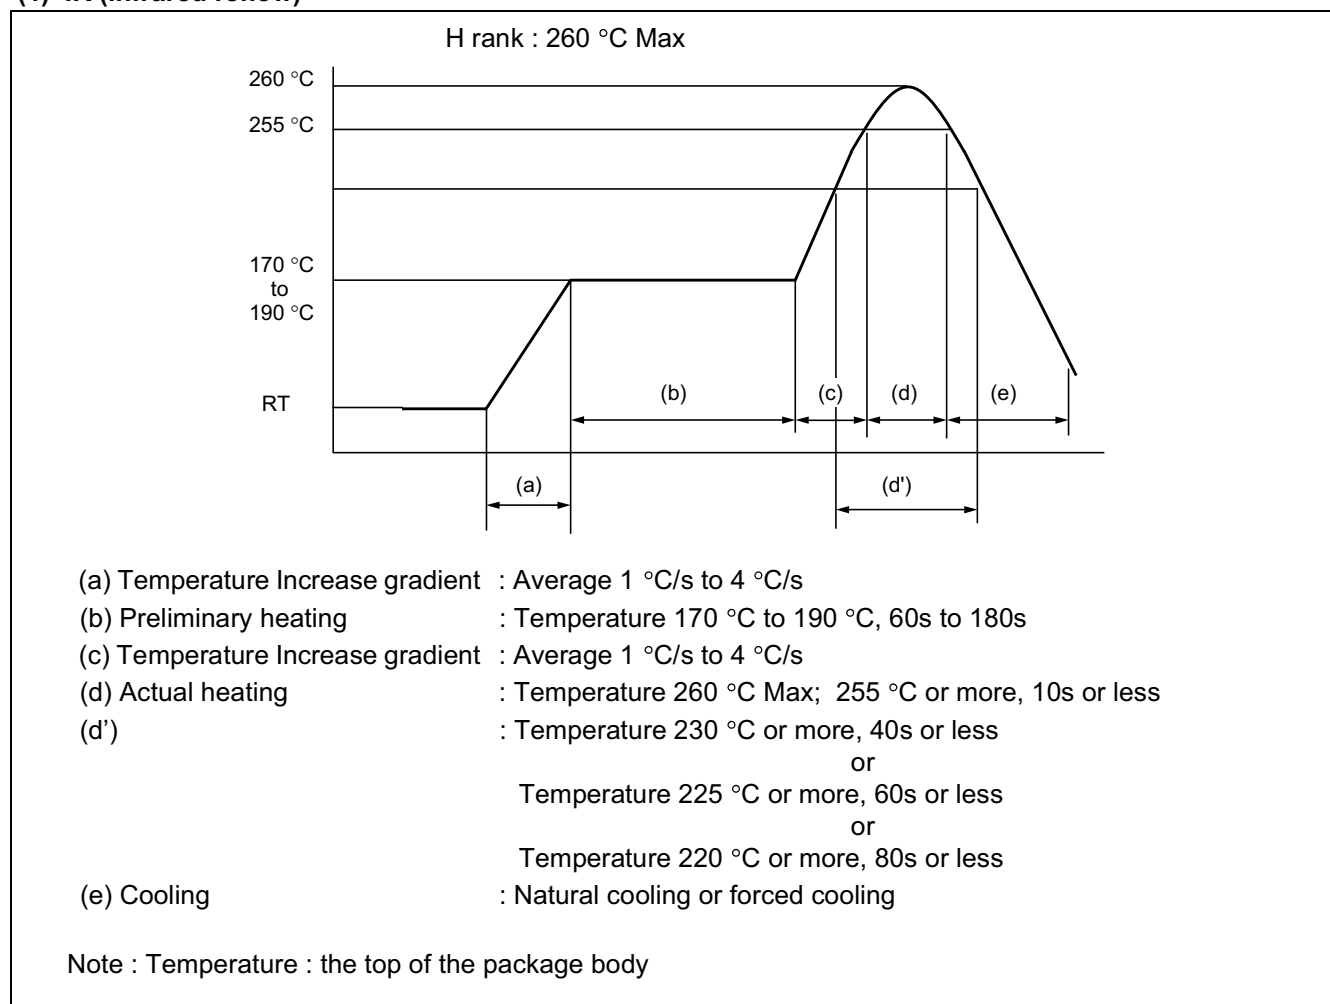 H rank : 260 °C Max
260 °C
255 °C
170 °C
to
190 °C
RT
(b)
(c)
(d)
(e)
(a)
(d')
(a) Temperature Increase gradient : Average 1 °C/s to 4 °C/s
(b) Preliminary heating : Temperature 170 °C to 190 °C, 60s to 180s
(c) Temperature Increase gradient : Average 1 °C/s to 4 °C/s
(d) Actual heating : Temperature 260 °C Max; 255 °C or more, 10s or less
(d’) : Temperature 230 °C or more, 40s or less
or
Temperature 225 °C or more, 60s or less
or
Temperature 220 °C or more, 80s or less
(e) Cooling : Natural cooling or forced cooling
Note : Temperature : the top of the package body